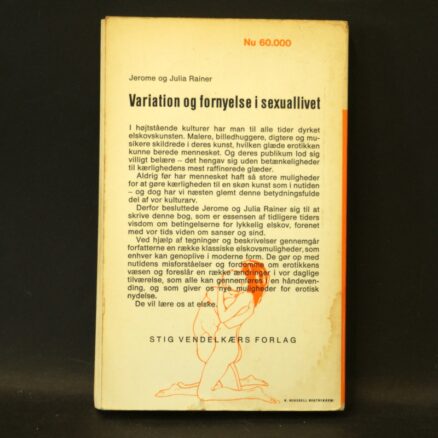 Nu 60.000
Jerome og Julia Rainer
Variation og fornyelse i sexuallivet
I højtstående kulturer har man til alle tider dyrket
elskovskunsten. Malere, billedhuggere, digtere og mu-
sikere skildrede i deres kunst, hvilken glæde erotikken
kunne berede mennesket. Og deres publikum lod sig
villigt belære – det hengav sig uden betænkeligheder
til kærlighedens mest raffinerede glæder.
Aldrig før har mennesket haft så store muligheder
for at gøre kærligheden til en skøn kunst som i nutiden
– og dog har vi næsten glemt denne betydningsfulde
del af vor kulturarv.
Derfor besluttede Jerome og Julia Rainer sig til at
skrive denne bog, som er essensen af tidligere tiders
visdom om betingelserne for lykkelig elskov, forenet
med vor tids viden om sanser og sind.
Ved hjælp af tegninger og beskrivelser gennemgår
forfatterne en række klassiske elskovsmuligheder, som
enhver kan genoplive i moderne form. De gør op med
nutidens misforståelser og fordomme om erotikkens
væsen og foreslår en række ændringer i vor daglige
tilværelse, som alle kan gennemføre i en håndeven-
ding, og som giver os nye muligheder for erotisk
nydelse.
De vil lære os at elske.
STIG VENDELKÆRS FORLAG